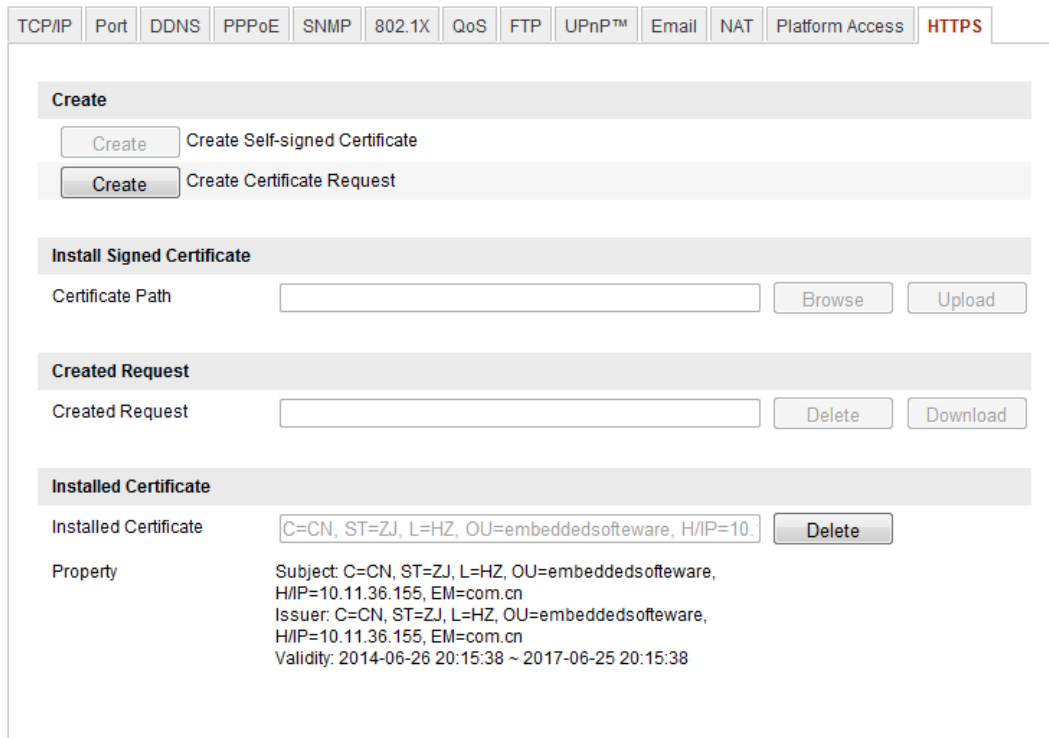 TCP/IP Port DDNS PPPoE SNMP 802.1X QoS FTP UPnP™ Email NAT Platform Access HTTPS
Create
Create Create Self-signed Certificate
Create Create Certificate Request
Install Signed Certificate
Certificate Path Browse Upload
Created Request
Created Request Delete Download
Installed Certificate
Installed Certificate C=CN, ST=ZJ, L=HZ, OU=embeddedsofteware, H/IP=10. Delete
Property Subject: C=CN, ST=ZJ, L=HZ, OU=embeddedsofteware,
H/IP=10.11.36.155, EM=com.cn
Issuer: C=CN, ST=ZJ, L=HZ, OU=embeddedsofteware,
H/IP=10.11.36.155, EM=com.cn
Validity: 2014-06-26 20:15:38 ~ 2017-06-25 20:15:38